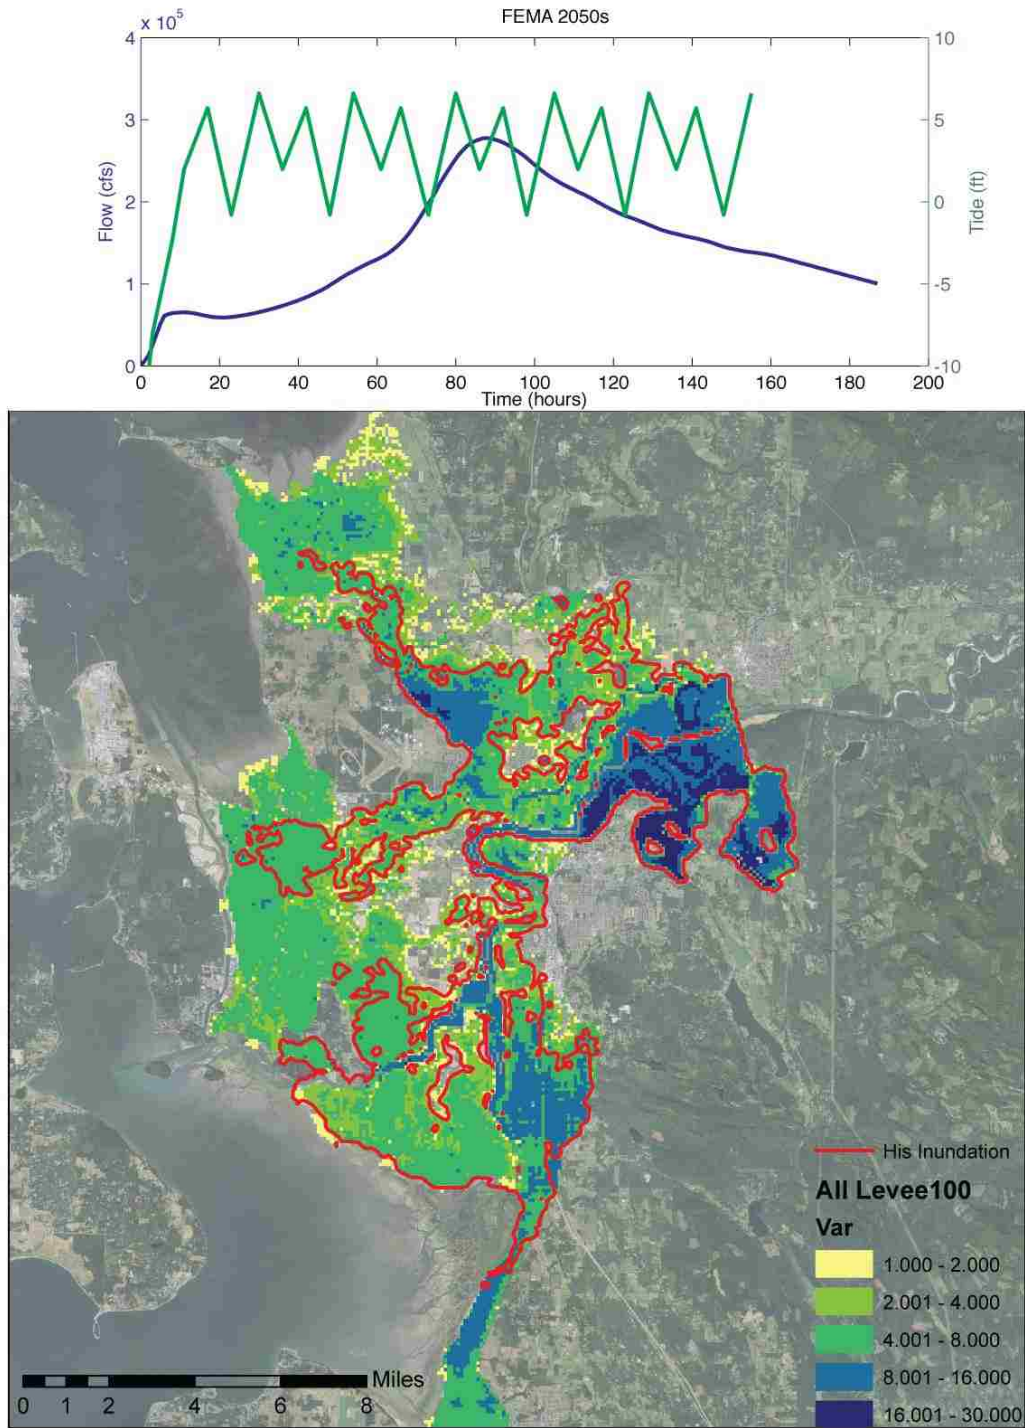 FEMA 2050s
x 10⁵
4
3
2
1
0
Flow (cfs)
10
5
0
-5
-10
Tide (ft)
0 20 40 60 80 100 120 140 160 180 200
Time (hours)
His Inundation
All Levee100
Var
1.000 - 2.000
2.001 - 4.000
4.001 - 8.000
8.001 - 16.000
16.001 - 30.000
Miles
0 2 4 6 8